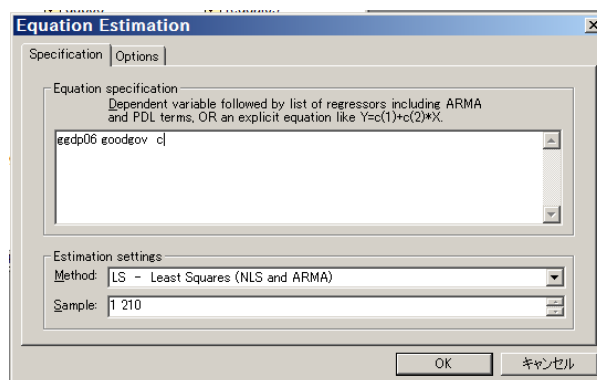 Equation Estimation
Specification
Options
Equation specification
Dependent variable followed by list of regressors including ARMA
and PDL terms, OR an explicit equation like Y=c(1)+c(2)*X.
ggdp06 goodgov c
Estimation settings
Method: LS - Least Squares (NLS and ARMA)
Sample: 1 210
OK
キャンセル